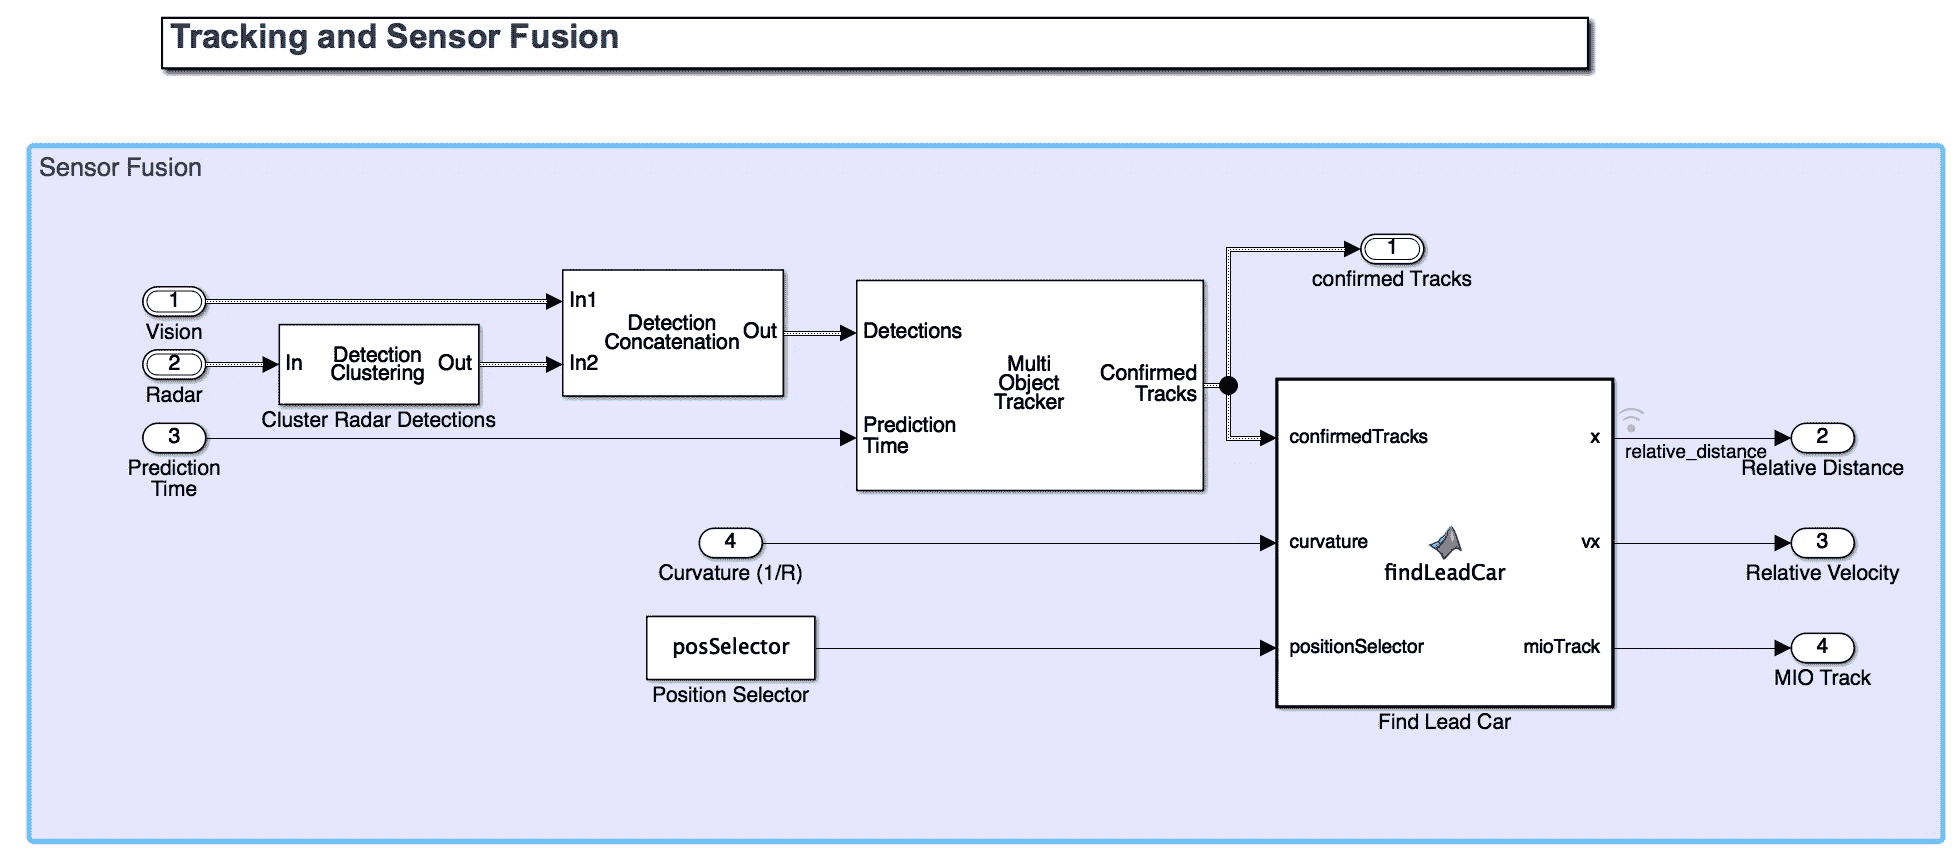 Tracking and Sensor Fusion
Sensor Fusion
1
confirmed Tracks
1
Vision
In1
Detection
Concatenation
Out
In2
2
Radar
In
Detection
Clustering
Out
Cluster Radar Detections
3
Prediction
Time
Detections
Prediction
Time
Multi
Object
Tracker
Confirmed
Tracks
4
Curvature (1/R)
posSelector
Position Selector
confirmedTracks
curvature
positionSelector
findLeadCar
x
vx
mioTrack
Find Lead Car
relative_distance
2
Relative Distance
3
Relative Velocity
4
MIO Track